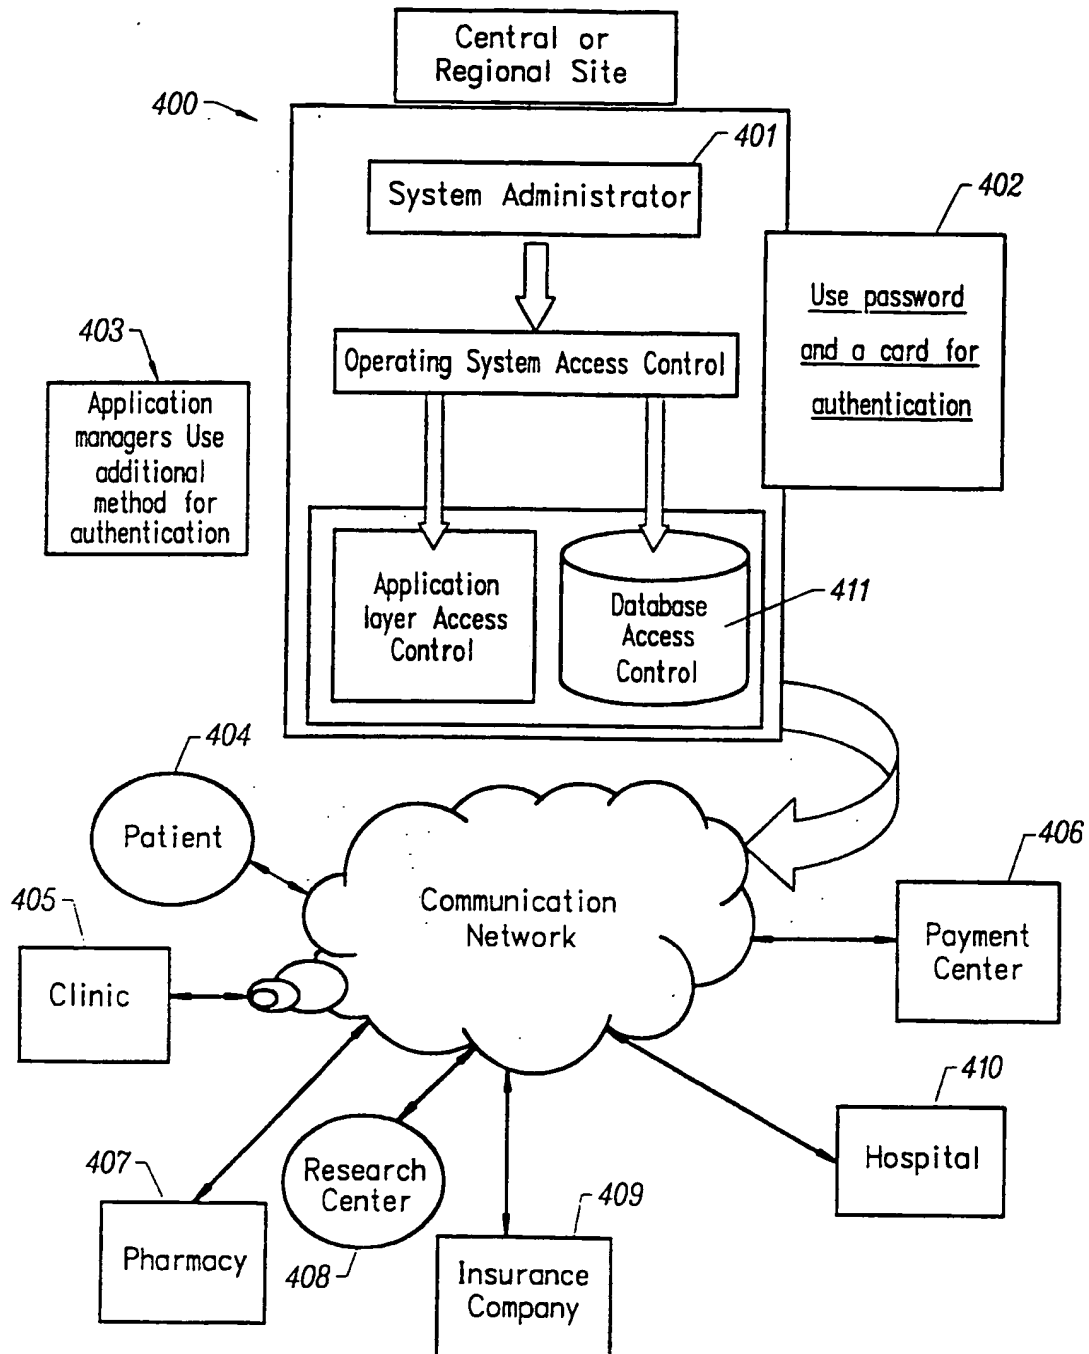 Central or
Regional Site
400
401
System Administrator
402
Use password
and a card for
authentication
403
Application
managers Use
additional
method for
authentication
Operating System Access Control
Application
layer Access
Control
Database
Access
Control
411
404
Patient
405
Clinic
Communication
Network
406
Payment
Center
407
Pharmacy
Research
Center
408
409
Insurance
Company
410
Hospital